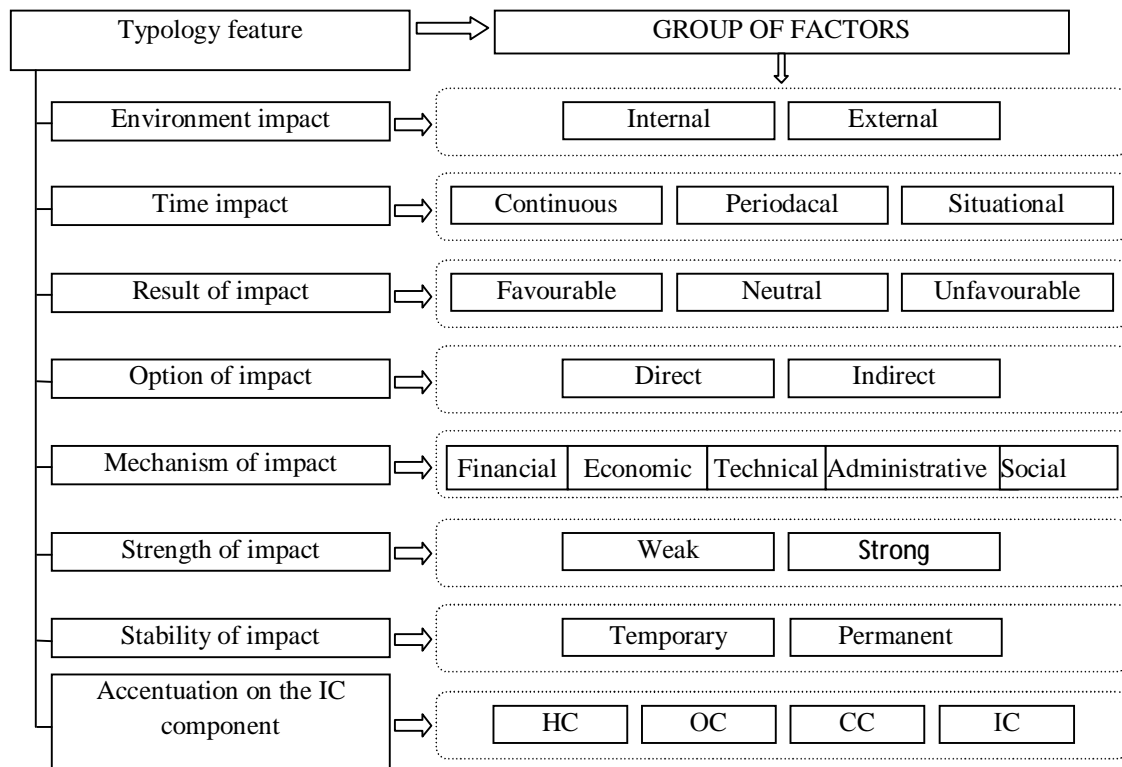 Typology feature
GROUP OF FACTORS
Environment impact
Internal
External
Time impact
Continuous
Periodacal
Situational
Result of impact
Favourable
Neutral
Unfavourable
Option of impact
Direct
Indirect
Mechanism of impact
Financial
Economic
Technical
Administrative
Social
Strength of impact
Weak
Strong
Stability of impact
Temporary
Permanent
Accentuation on the IC
component
HC
OC
CC
IC